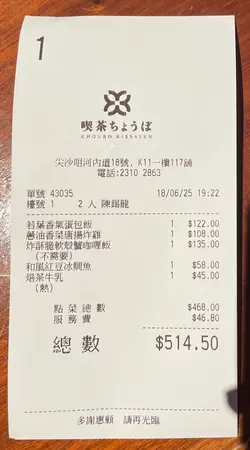 1
喫茶ちょうば
CHOUBO KISSATEN
尖沙咀河內道18號, K11一樓117舖
電話:2310 2863
單號 43035 18/06/25 19:22
檯號 1 2 人 陳錫龍
若葉香氣蛋包飯 1 $122.00
蔥油香菜唐揚炸雞 1 $108.00
炸酥脆軟殼蟹咖喱飯 1 $135.00
(不需要)
和風紅豆冰鯛魚 1 $58.00
焙茶牛乳 1 $45.00
(熱)
點菜總數 $468.00
服務費 $46.80
總數 $514.50
多謝惠顧 請再光臨